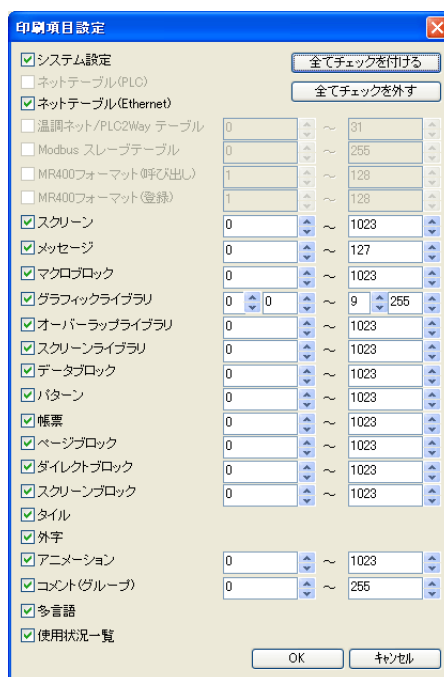 印刷項目設定
システム設定 全てチェックを付ける
ネットテーブル(PLC) 全てチェックを外す
ネットテーブル(Ethernet)
温調ネット/PLC2Way テーブル 0 ～ 31
Modbus スレーブテーブル 0 ～ 255
MR400フォーマット(呼び出し) 1 ～ 128
MR400フォーマット(登録) 1 ～ 128
スクリーン 0 ～ 1023
メッセージ 0 ～ 127
マクロブロック 0 ～ 1023
グラフィックライブラリ 0 0 ～ 9 255
オーバーラップライブラリ 0 ～ 1023
スクリーンライブラリ 0 ～ 1023
データブロック 0 ～ 1023
パターン 0 ～ 1023
帳票 0 ～ 1023
ページブロック 0 ～ 1023
ダイレクトブロック 0 ～ 1023
スクリーンブロック 0 ～ 1023
タイル
外字
アニメーション 0 ～ 1023
コメント(グループ) 0 ～ 255
多言語
使用状況一覧
OK キャンセル